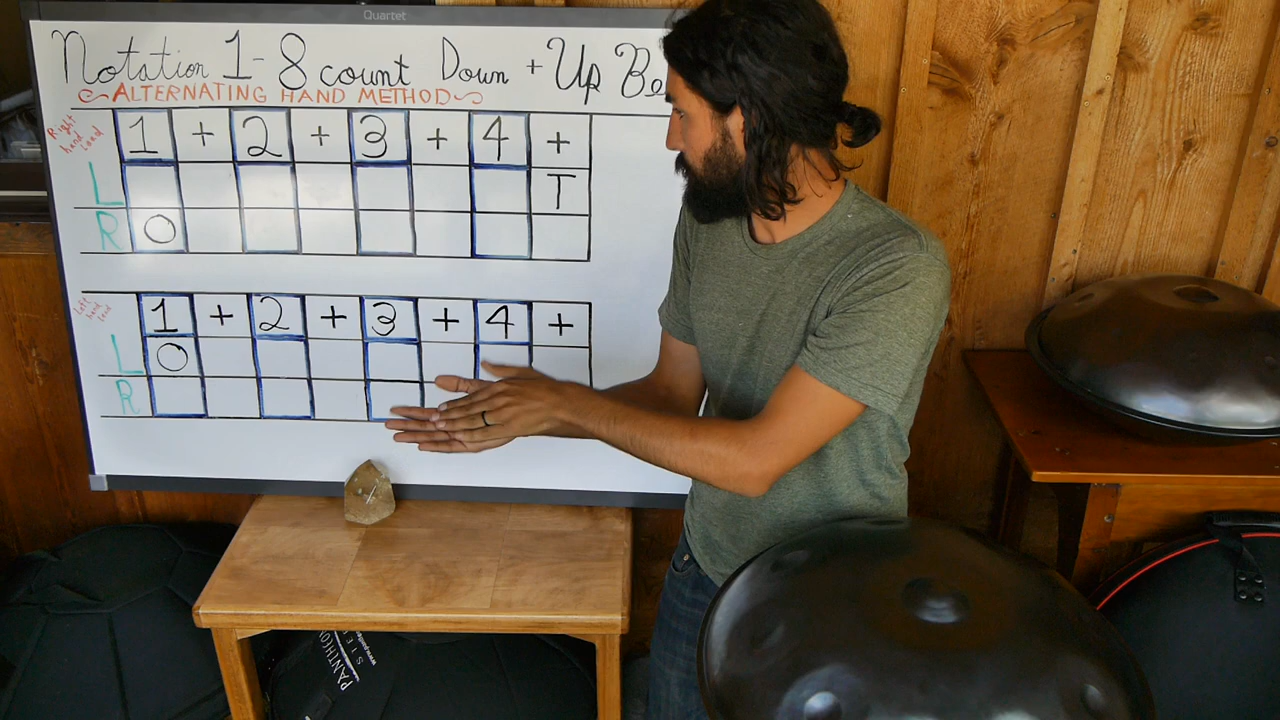 Quartet
Notation 1-8 count Down + Up Be
~ALTERNATING HAND METHOD~
Right hand Lead
1 + 2 + 3 + 4 +
L T
R O
Left hand lead
1 + 2 + 3 + 4 +
L O
R
PANTHEON